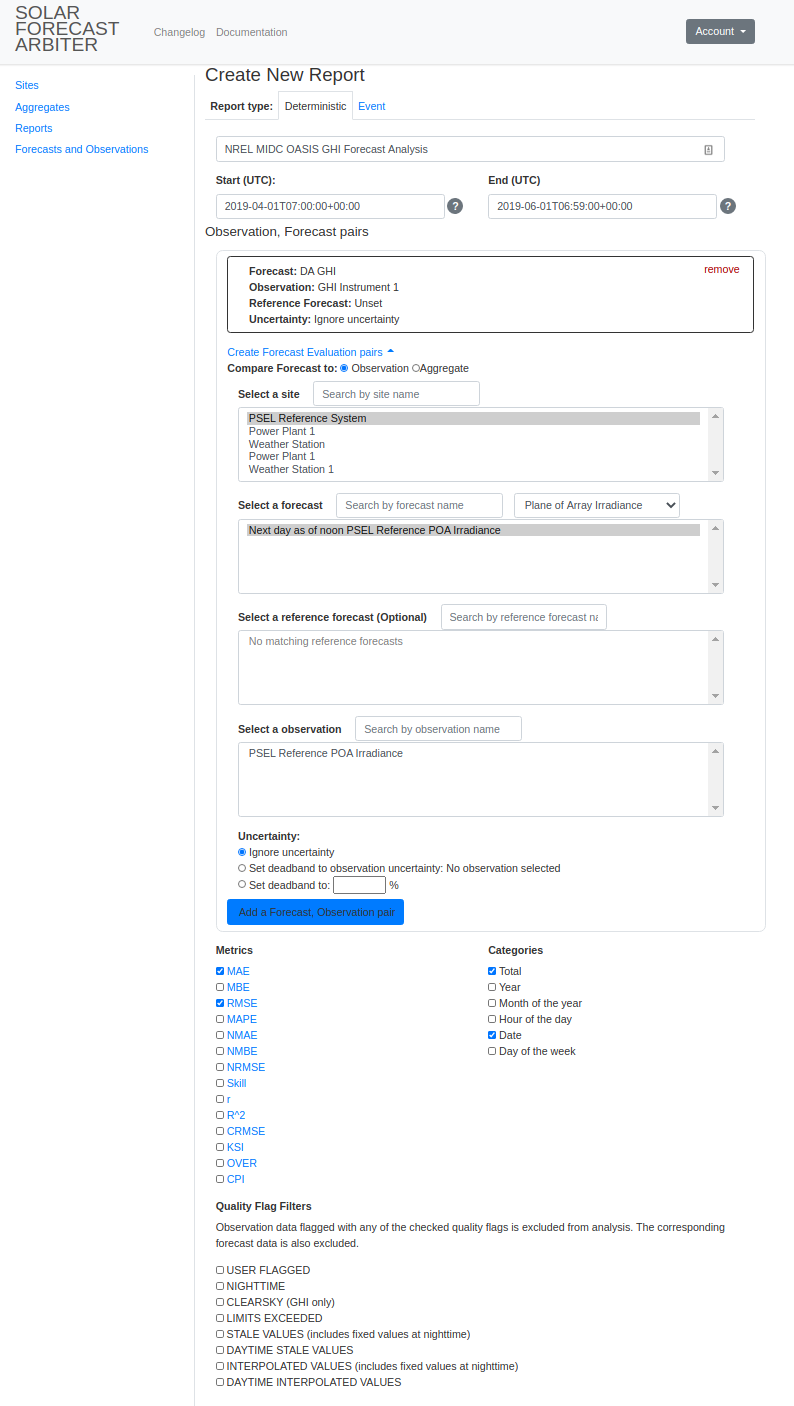 SOLAR
FORECAST
ARBITER
Changelog Documentation
Account
Sites
Aggregates
Reports
Forecasts and Observations
Create New Report
Report type: Deterministic Event
NREL MIDC OASIS GHI Forecast Analysis
Start (UTC): End (UTC)
2019-04-01T07:00:00+00:00 ? 2019-06-01T06:59:00+00:00 ?
Observation, Forecast pairs
Forecast: DA GHI remove
Observation: GHI Instrument 1
Reference Forecast: Unset
Uncertainty: Ignore uncertainty
Create Forecast Evaluation pairs
Compare Forecast to: Observation Aggregate
Select a site Search by site name
PSEL Reference System
Power Plant 1
Weather Station
Power Plant 1
Weather Station 1
Select a forecast Search by forecast name Plane of Array Irradiance
Next day as of noon PSEL Reference POA Irradiance
Select a reference forecast (Optional) Search by reference forecast na
No matching reference forecasts
Select a observation Search by observation name
PSEL Reference POA Irradiance
Uncertainty:
Ignore uncertainty
Set deadband to observation uncertainty: No observation selected
Set deadband to: %
Add a Forecast, Observation pair
Metrics Categories
MAE Total
MBE Year
RMSE Month of the year
MAPE Hour of the day
NMAE Date
NMBE Day of the week
NRMSE
Skill
r
R^2
CRMSE
KSI
OVER
CPI
Quality Flag Filters
Observation data flagged with any of the checked quality flags is excluded from analysis. The corresponding
forecast data is also excluded.
USER FLAGGED
NIGHTTIME
CLEARSKY (GHI only)
LIMITS EXCEEDED
STALE VALUES (includes fixed values at nighttime)
DAYTIME STALE VALUES
INTERPOLATED VALUES (includes fixed values at nighttime)
DAYTIME INTERPOLATED VALUES